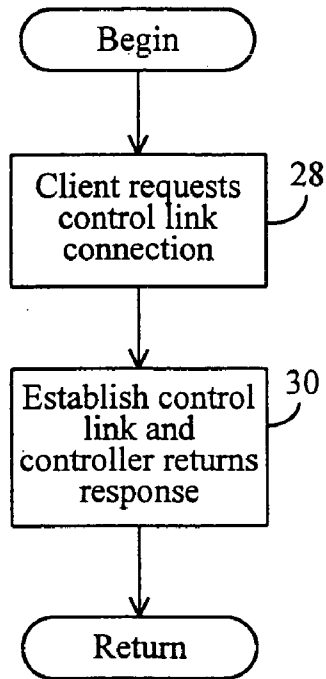 Begin
Client requests
control link
connection
28
Establish control
link and
controller returns
response
30
Return